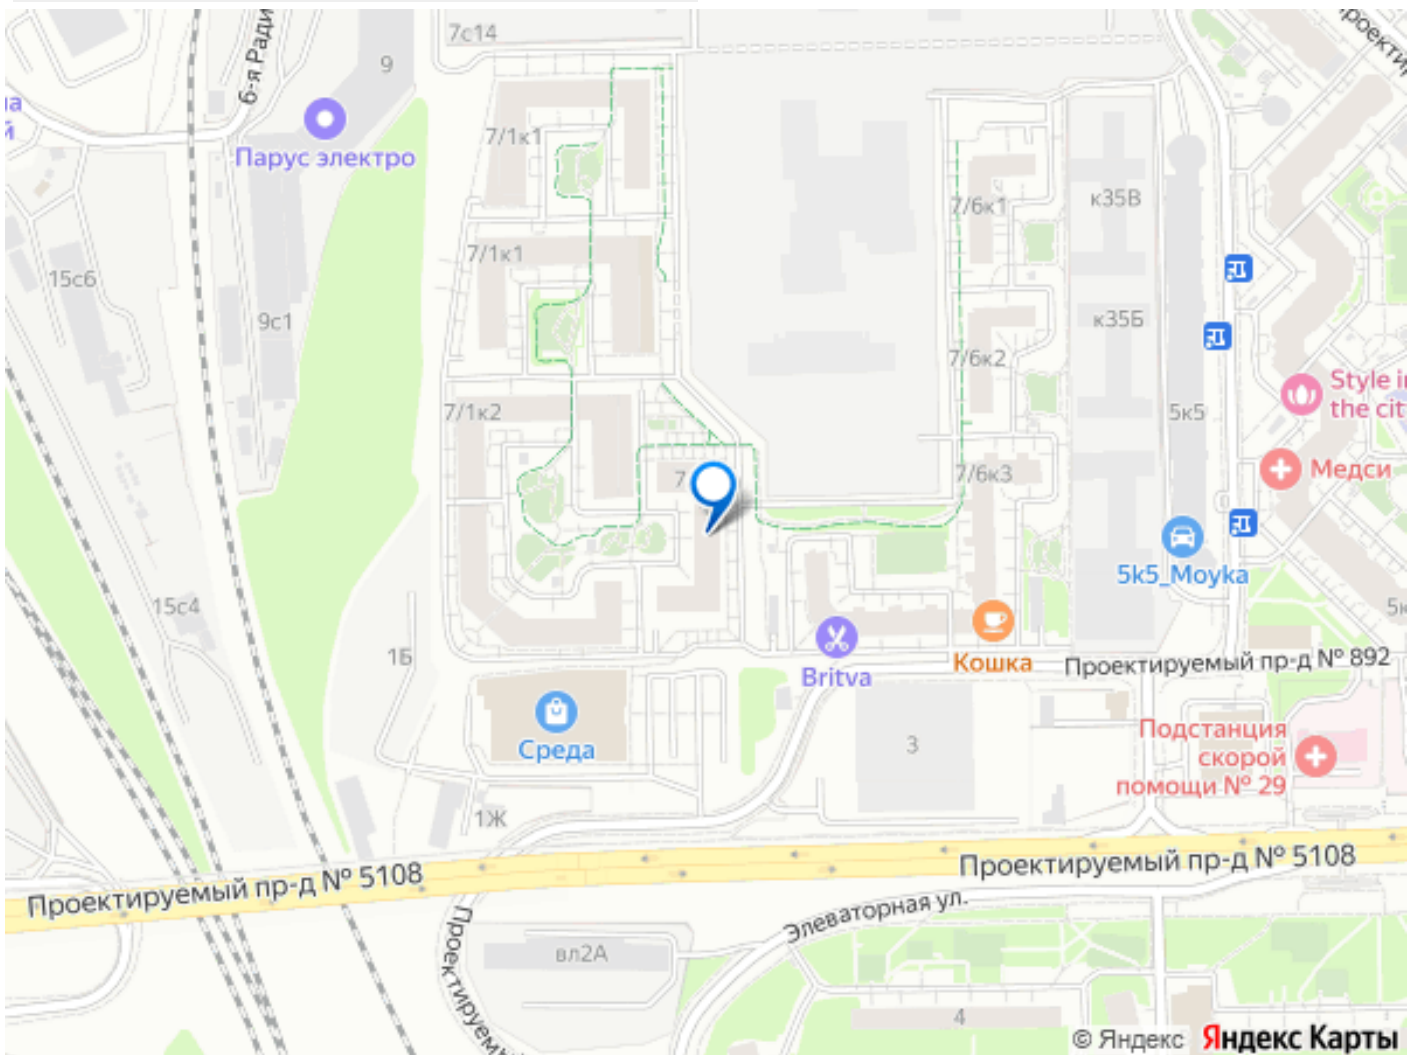 7с14
6-я Ради
9
Парус электро
7/1к1
7/6к1
к35В
7/1к1
15с6
9с1
к35Б
7/6к2
Style in
the cit
7/1к2
5к5
Медси
7/6к3
7
5k5_Moyka
15с4
1Б
Britva
Кошка
Проектируемый пр-д № 892
Среда
3
Подстанция
скорой
помощи № 29
1Ж
Проектируемый пр-д № 5108
Проектируемый пр-д № 5108
Элеваторная ул.
Проектируемый
вл2А
4
© Яндекс Яндекс Карты